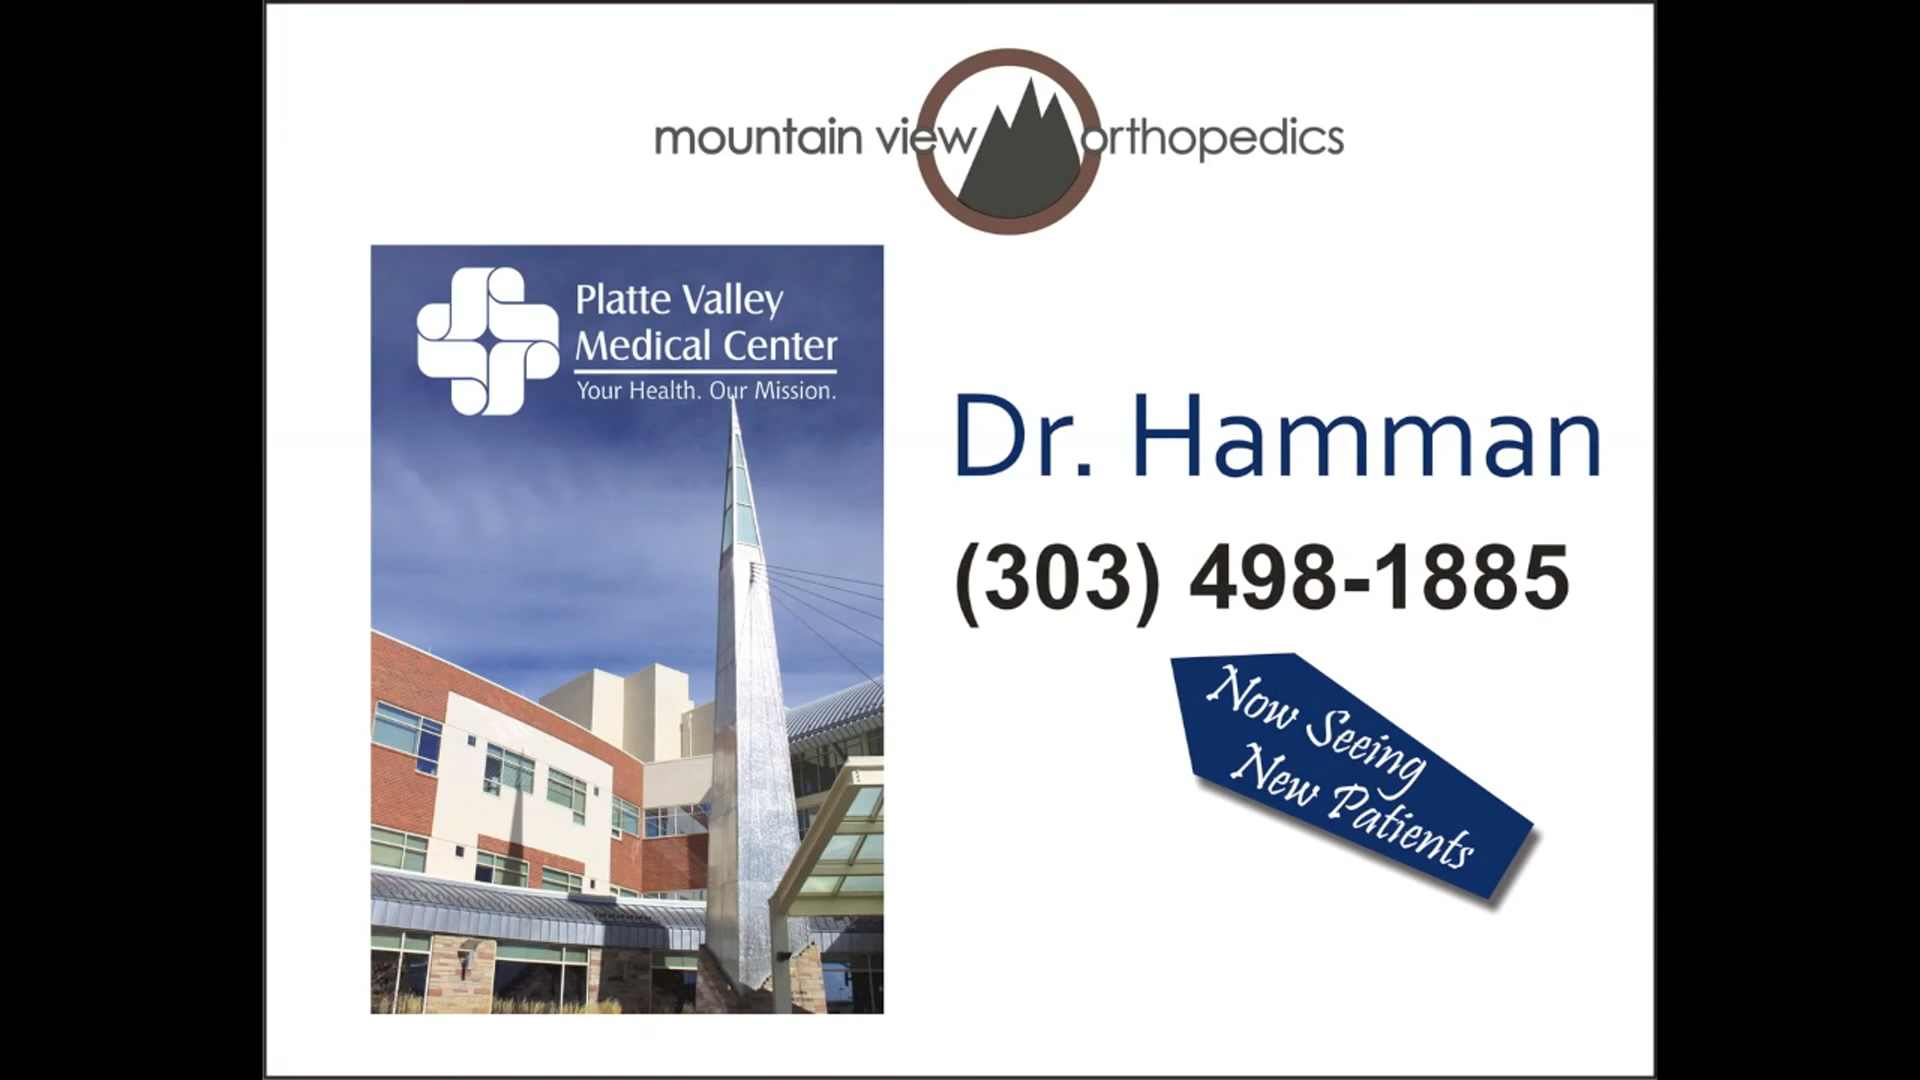 mountain view orthopedics
Platte Valley
Medical Center
Your Health. Our Mission.
Dr. Hamman
(303) 498-1885
Now Seeing
New Patients